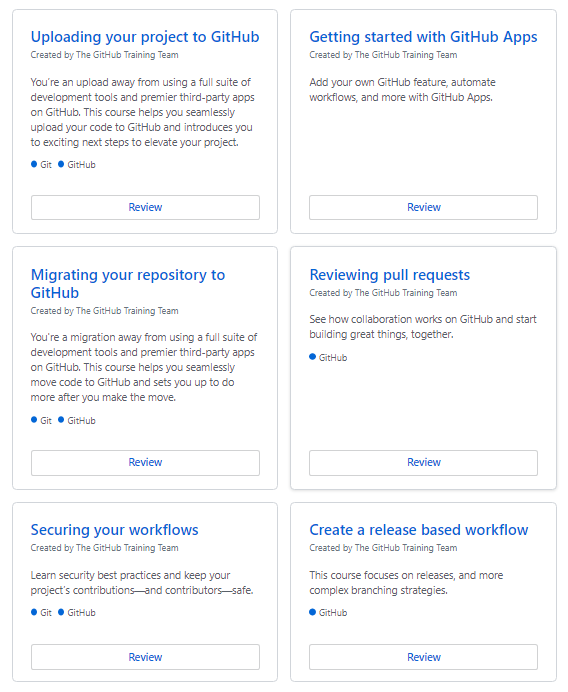 Uploading your project to GitHub
Created by The GitHub Training Team
You're an upload away from using a full suite of
development tools and premier third-party apps
on GitHub. This course helps you seamlessly
upload your code to GitHub and introduces you
to exciting next steps to elevate your project.
Git GitHub
Review
Getting started with GitHub Apps
Created by The GitHub Training Team
Add your own GitHub feature, automate
workflows, and more with GitHub Apps.
Review
Migrating your repository to
GitHub
Created by The GitHub Training Team
You're a migration away from using a full suite of
development tools and premier third-party apps
on GitHub. This course helps you seamlessly
move code to GitHub and sets you up to do
more after you make the move.
Git GitHub
Review
Reviewing pull requests
Created by The GitHub Training Team
See how collaboration works on GitHub and start
building great things, together.
GitHub
Review
Securing your workflows
Created by The GitHub Training Team
Learn security best practices and keep your
project's contributions—and contributors—safe.
Git GitHub
Review
Create a release based workflow
Created by The GitHub Training Team
This course focuses on releases, and more
complex branching strategies.
GitHub
Review